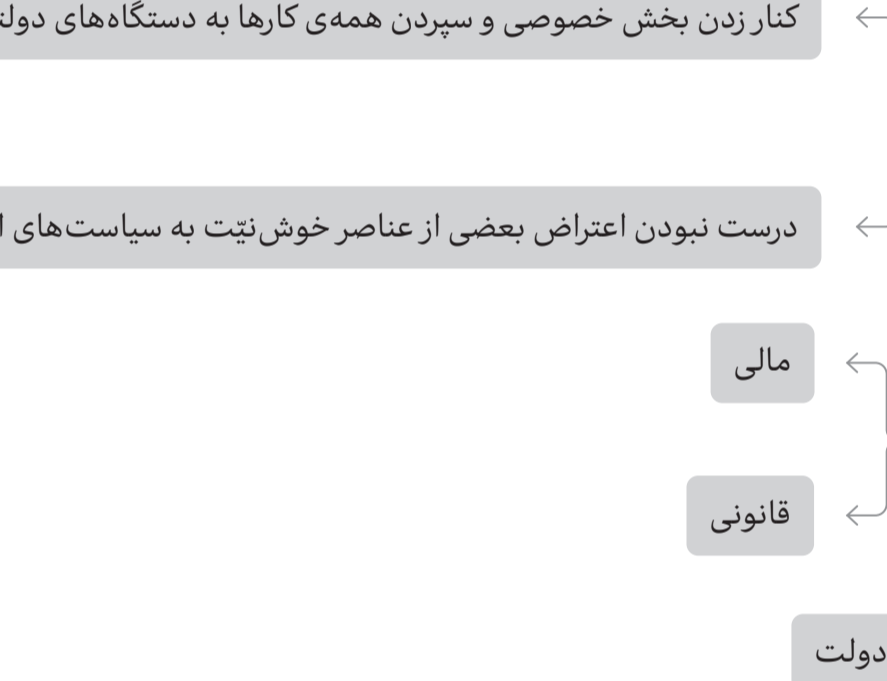 کنار زدن بخش خصوصی و سپردن همه‌ی کارها به دستگاه‌های
درست نبودن اعتراض بعضی از عناصر خوش‌نیّت به سیاست‌های
مالی
قانونی
دولت